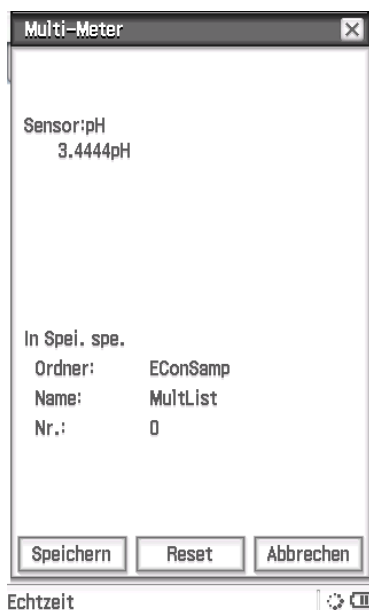 Multi-Meter
Sensor:pH
3.4444pH
In Spei. spe.
Ordner: EConSamp
Name: MultList
Nr.: 0
Speichern Reset Abbrechen
Echtzeit